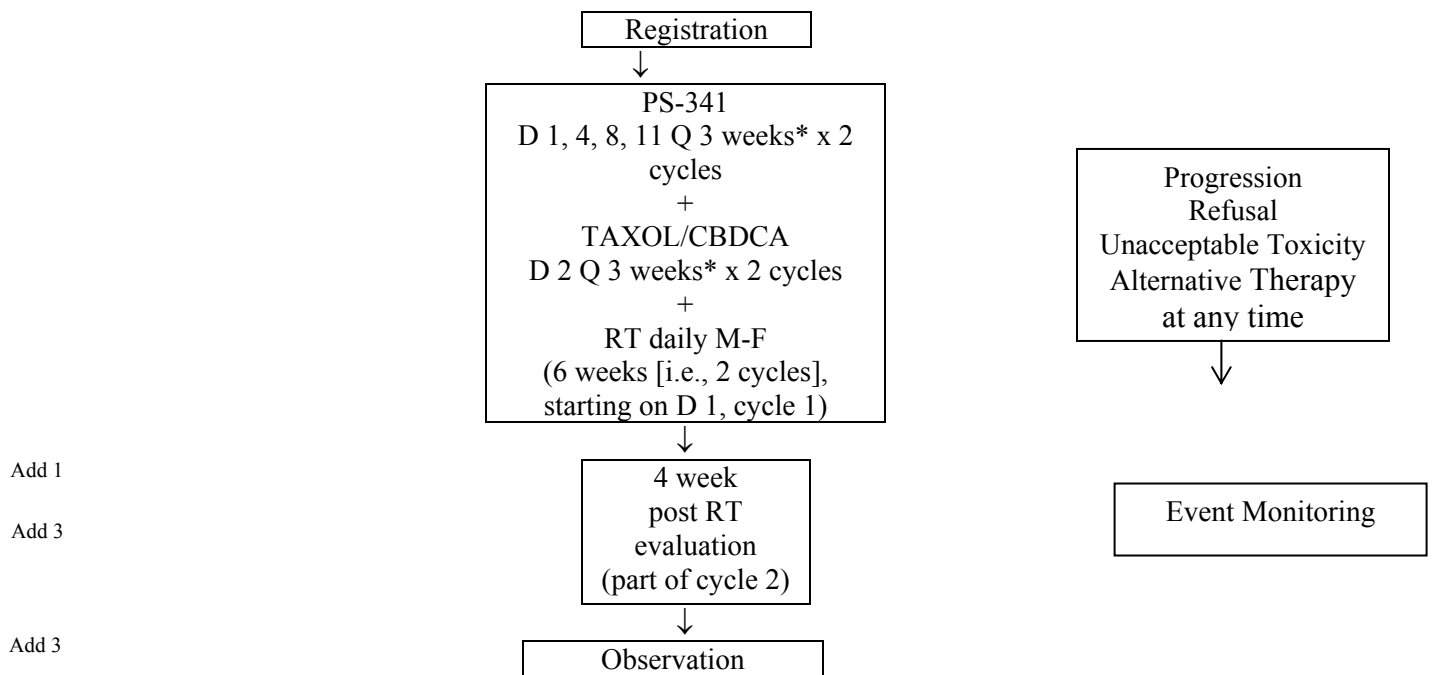 Registration
↓
PS-341
D 1, 4, 8, 11 Q 3 weeks* x 2
cycles
+
TAXOL/CBDCA
D 2 Q 3 weeks* x 2 cycles
+
RT daily M-F
(6 weeks [i.e., 2 cycles],
starting on D 1, cycle 1)
↓
Progression
Refusal
Unacceptable Toxicity
Alternative Therapy
at any time
Add 1
Add 3
4 week
post RT
evaluation
(part of cycle 2)
↓
Event Monitoring
Add 3
Observation